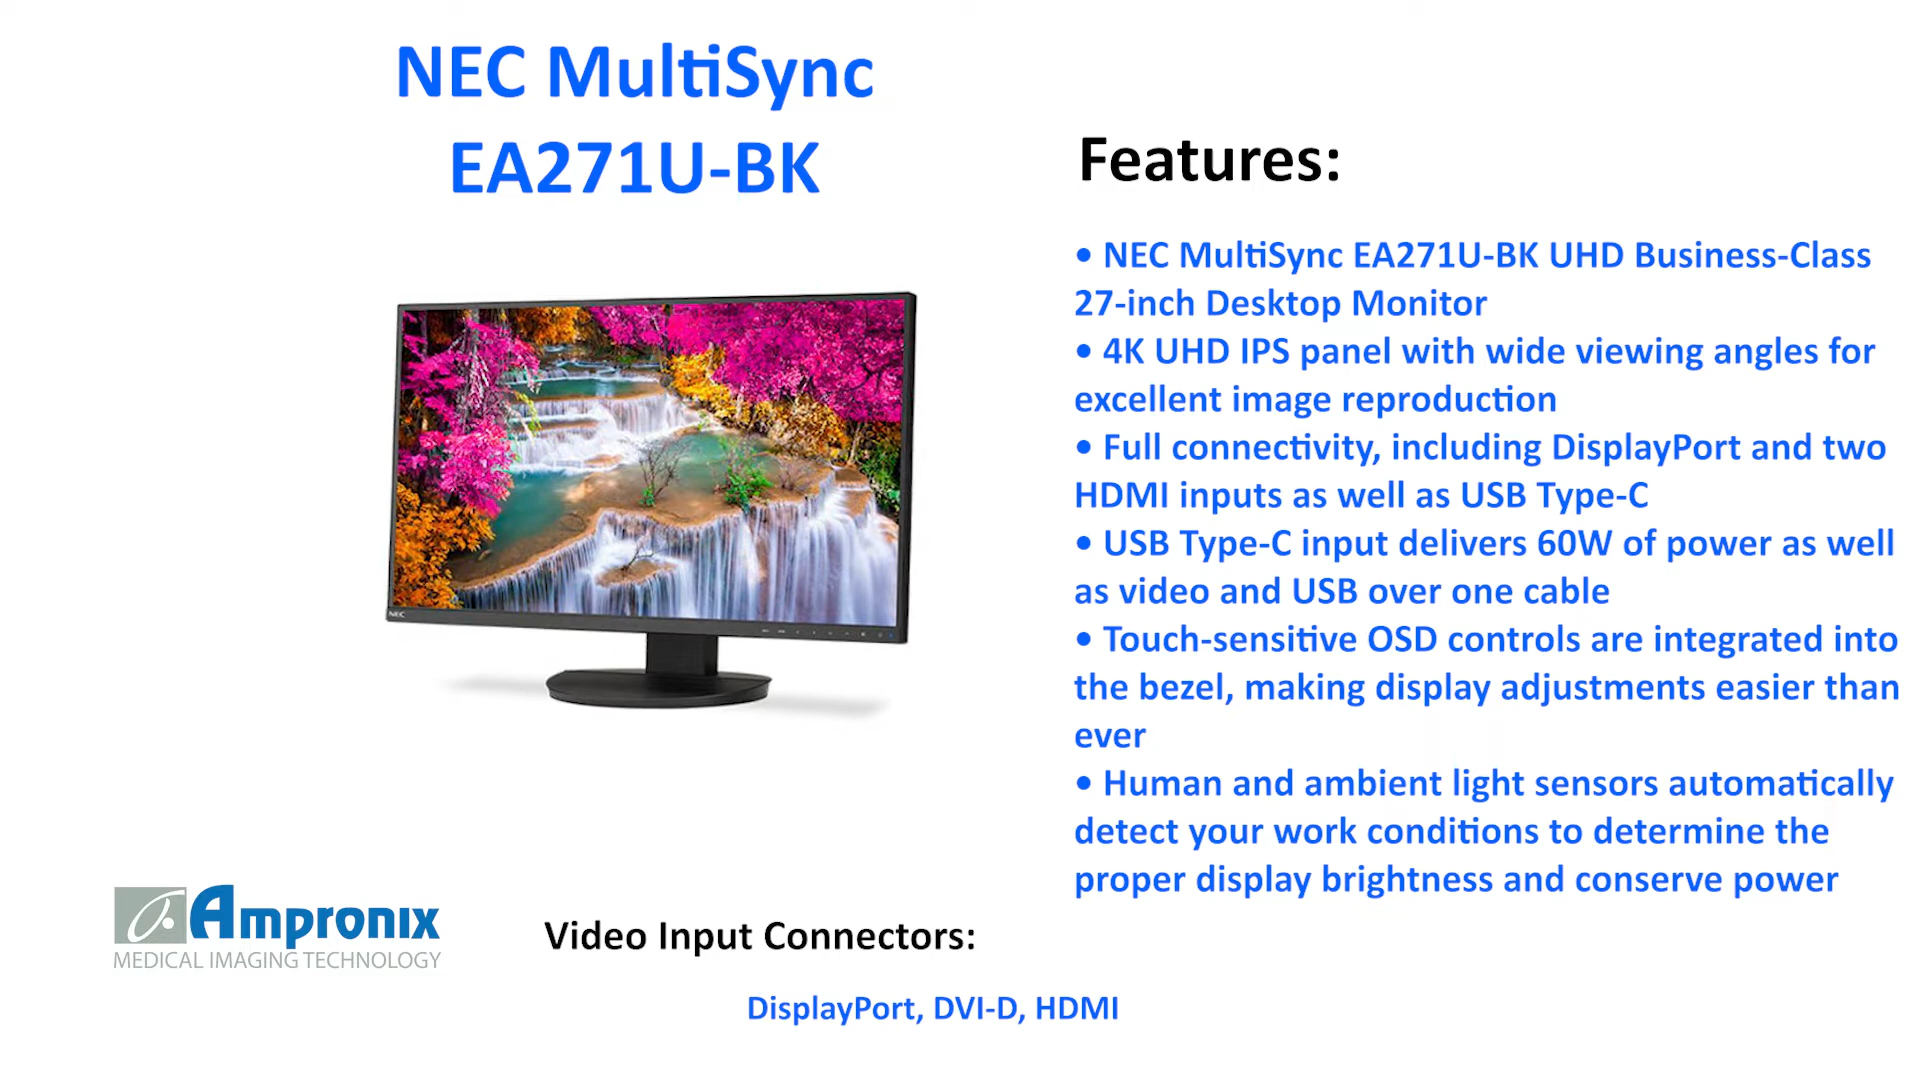 NEC MultiSync
EA271U-BK
Features:
• NEC MultiSync EA271U-BK UHD Business-Class
27-inch Desktop Monitor
• 4K UHD IPS panel with wide viewing angles for
excellent image reproduction
• Full connectivity, including DisplayPort and two
HDMI inputs as well as USB Type-C
• USB Type-C input delivers 60W of power as well
as video and USB over one cable
• Touch-sensitive OSD controls are integrated into
the bezel, making display adjustments easier than
ever
• Human and ambient light sensors automatically
detect your work conditions to determine the
proper display brightness and conserve power
NEC
Ampronix
MEDICAL IMAGING TECHNOLOGY
Video Input Connectors:
DisplayPort, DVI-D, HDMI